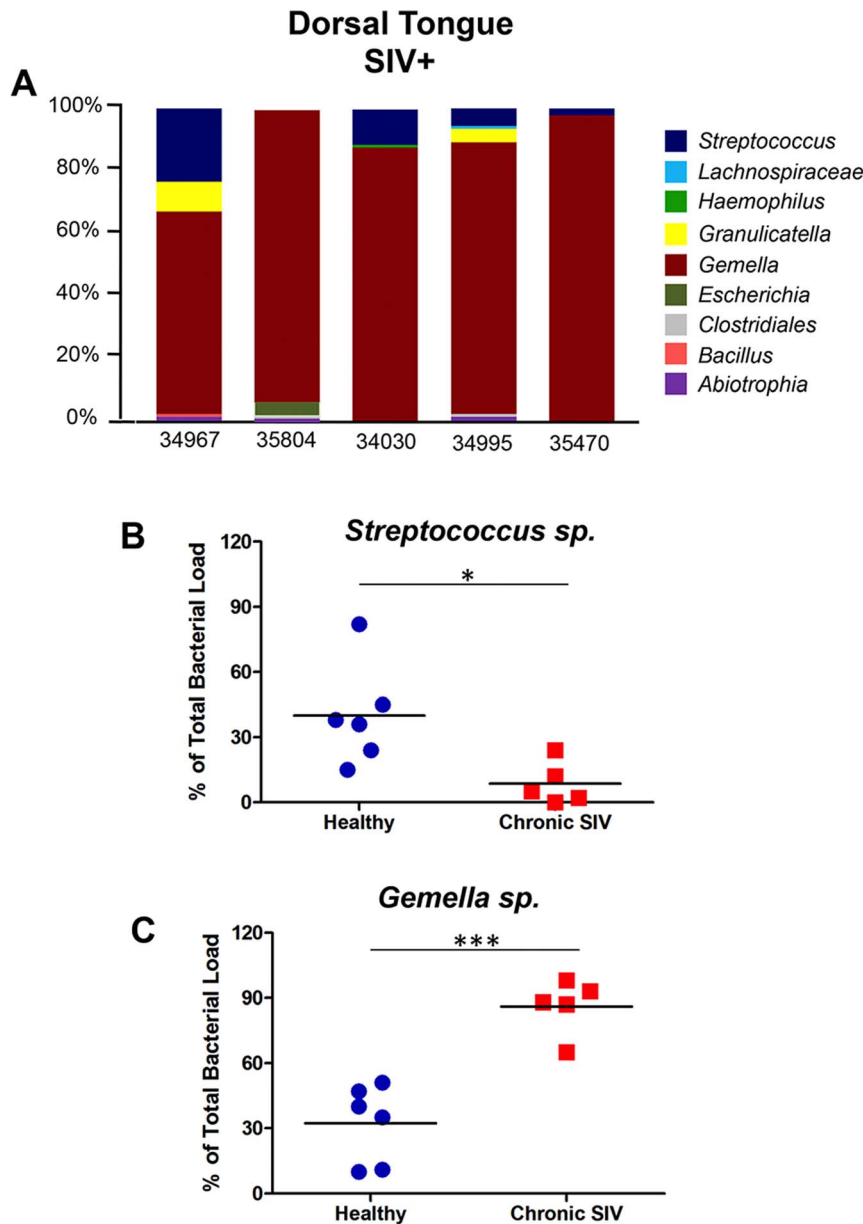 Dorsal Tongue
SIV+
A
100%
80%
60%
40%
20%
0%
34967 35804 34030 34995 35470
Streptococcus
Lachnospiraceae
Haemophilus
Granulicatella
Gemella
Escherichia
Clostridiales
Bacillus
Abiotrophia
B
Streptococcus sp.
% of Total Bacterial Load
120
90
60
30
0
*
Healthy Chronic SIV
C
Gemella sp.
% of Total Bacterial Load
120
90
60
30
0
***
Healthy Chronic SIV